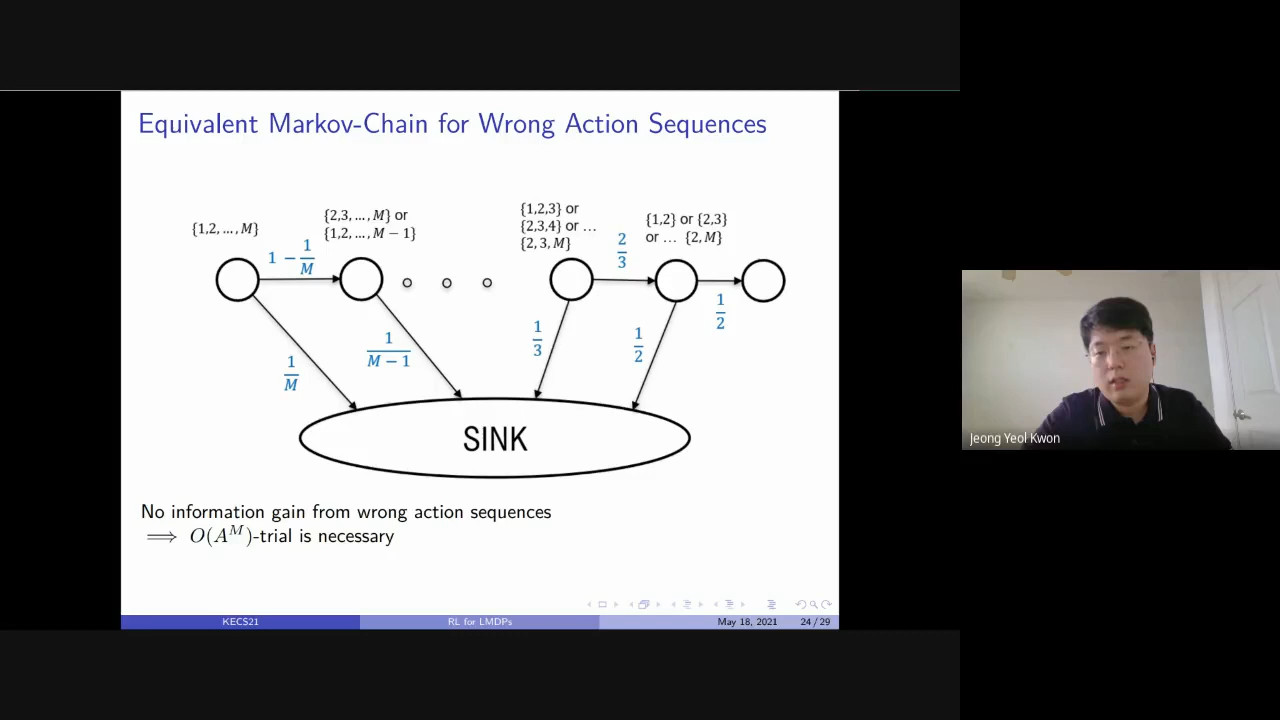 Equivalent Markov-Chain for Wrong Action Sequences
{1,2, ..., M}
{2,3, ..., M} or
{1,2, ..., M − 1}
{1,2,3} or
{2,3,4} or ...
{2, 3, M}
{1,2} or {2,3}
or ... {2, M}
1 − 1/M
2/3
1/2
1/M
1/(M − 1)
1/3
1/2
SINK
No information gain from wrong action sequences
⟹ O(A^M)-trial is necessary
KECS21
RL for LMDPs
May 18, 2021
24 / 29
Jeong Yeol Kwon